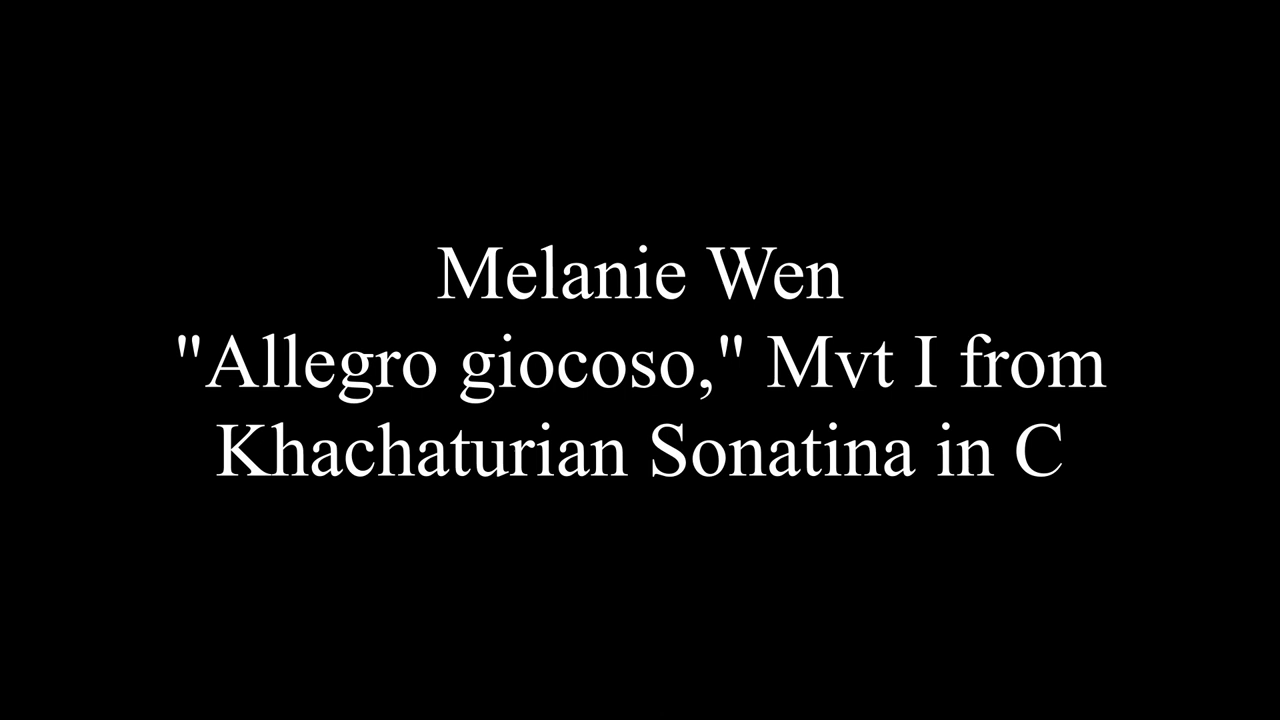 Melanie Wen
"Allegro giocoso," Mvt I from
Khachaturian Sonatina in C